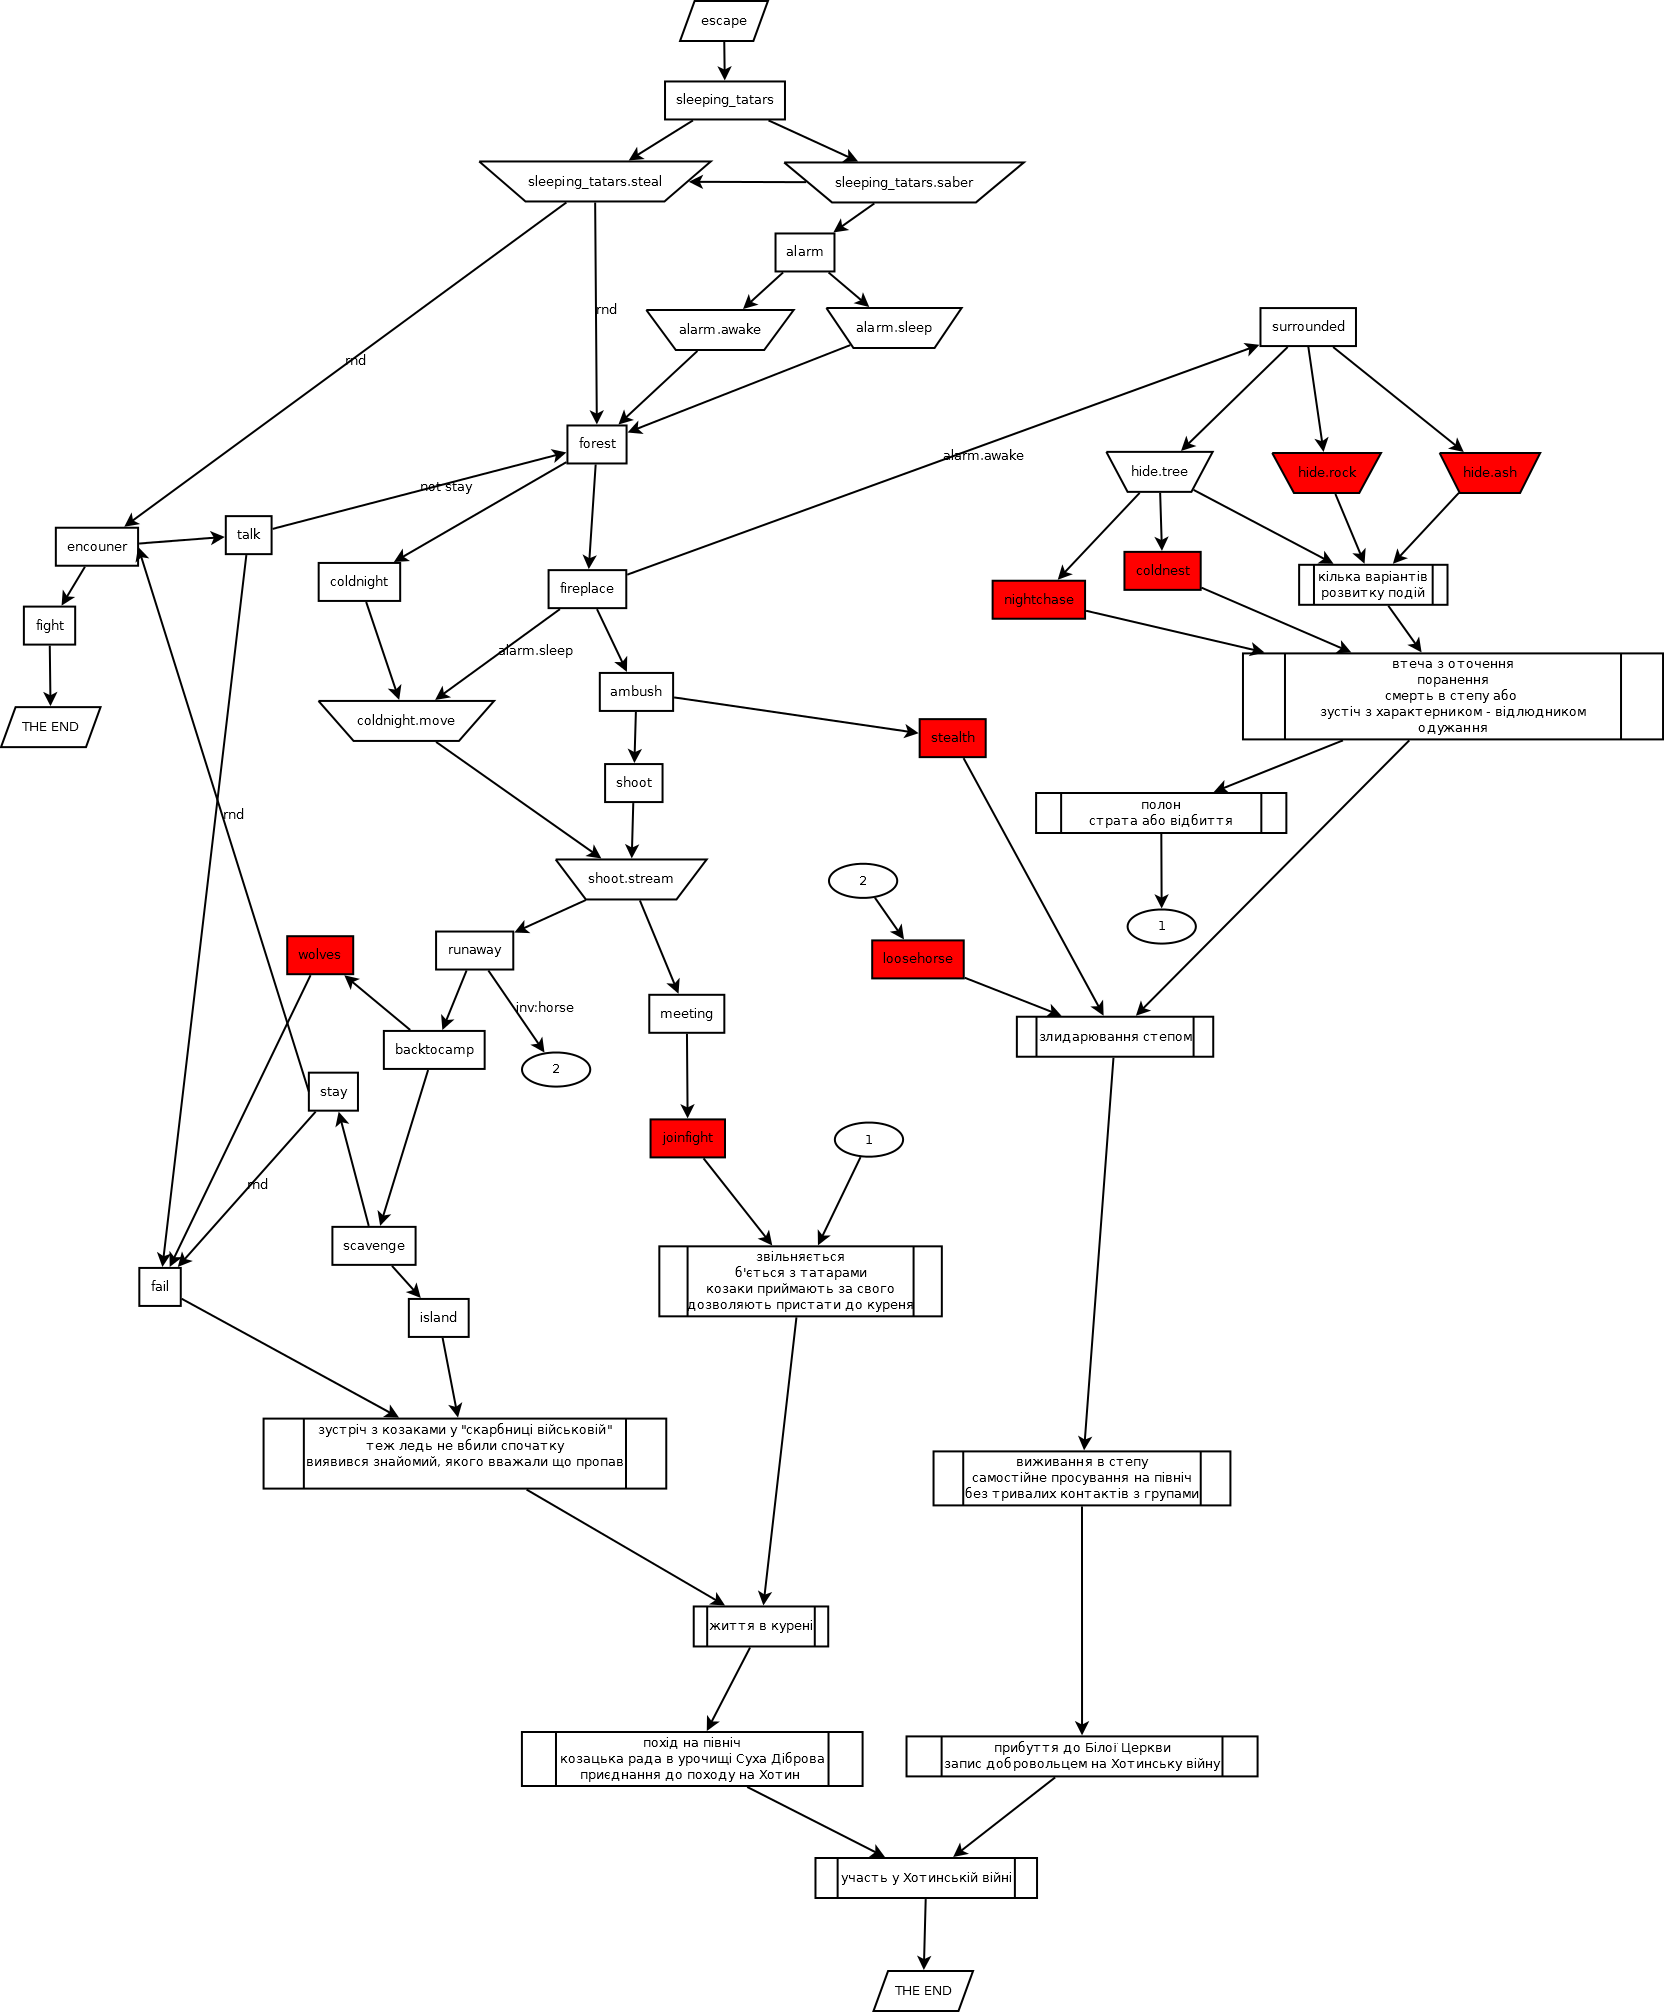 escape
sleeping_tatars
sleeping_tatars.steal
sleeping_tatars.saber
alarm
rnd
alarm.awake
alarm.sleep
surrounded
rnd
forest
alarm.awake
hide.tree
hide.rock
hide.ash
not stay
encouner
talk
coldnight
fireplace
coldnest
nightchase
кілька варіантів
розвитку подій
fight
alarm.sleep
втеча з оточення
поранення
смерть в степу або
зустіч з характерником - відлюдником
одужання
ambush
THE END
coldnight.move
stealth
shoot
полон
страта або відбиття
rnd
shoot.stream
2
1
runaway
wolves
loosehorse
inv:horse
meeting
backtocamp
злидарювання степом
2
stay
joinfight
1
rnd
scavenge
звільняється
б'ється з татарами
козаки приймають за свого
дозволяють пристати до куреня
fail
island
зустріч з козаками у "скарбниці військовій"
теж ледь не вбили спочатку
виявився знайомий, якого вважали що пропав
виживання в степу
самостійне просування на північ
без тривалих контактів з групами
життя в курені
похід на північ
козацька рада в урочищі Суха Діброва
приєднання до походу на Хотин
прибуття до Білої Церкви
запис добровольцем на Хотинську війну
участь у Хотинській війні
THE END